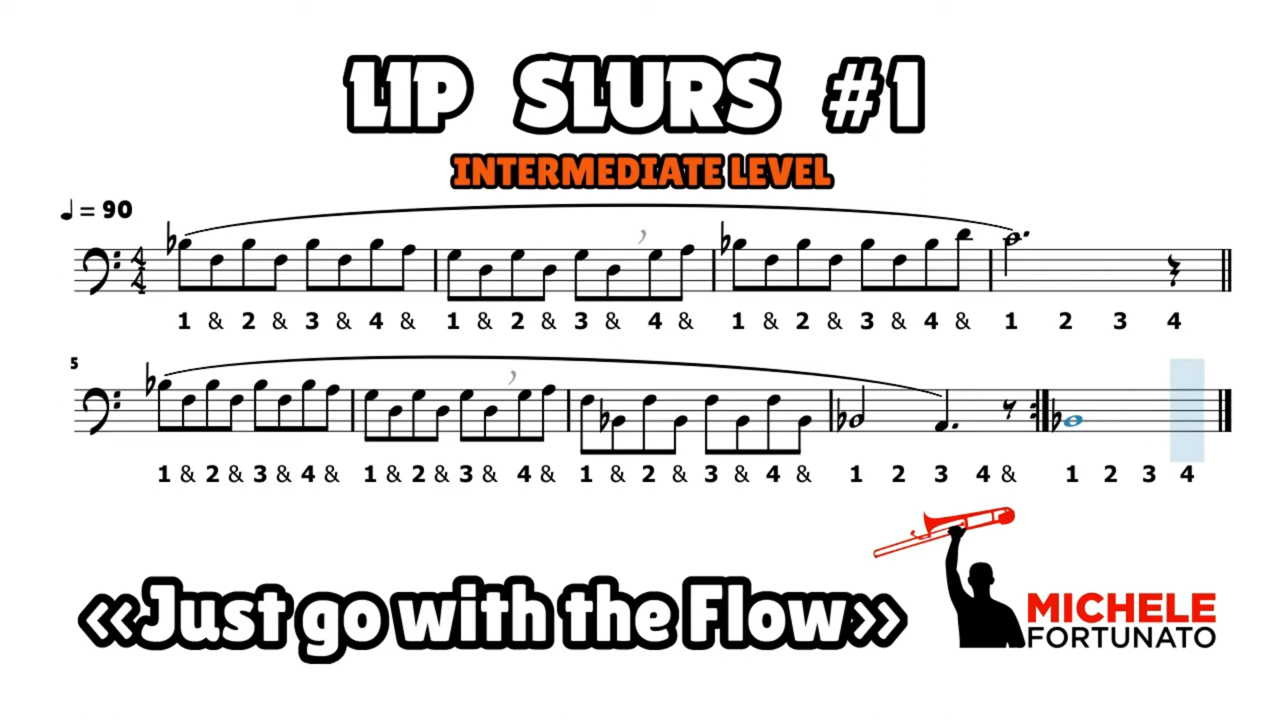 LIP SLURS #1
INTERMEDIATE LEVEL
♩ = 90
4
4
1 & 2 & 3 & 4 & 1 & 2 & 3 & 4 & 1 & 2 & 3 & 4 & 1 2 3 4
5
1 & 2 & 3 & 4 & 1 & 2 & 3 & 4 & 1 & 2 & 3 & 4 & 1 2 3 4 & 1 2 3 4
«Just go with the Flow»
MICHELE
FORTUNATO